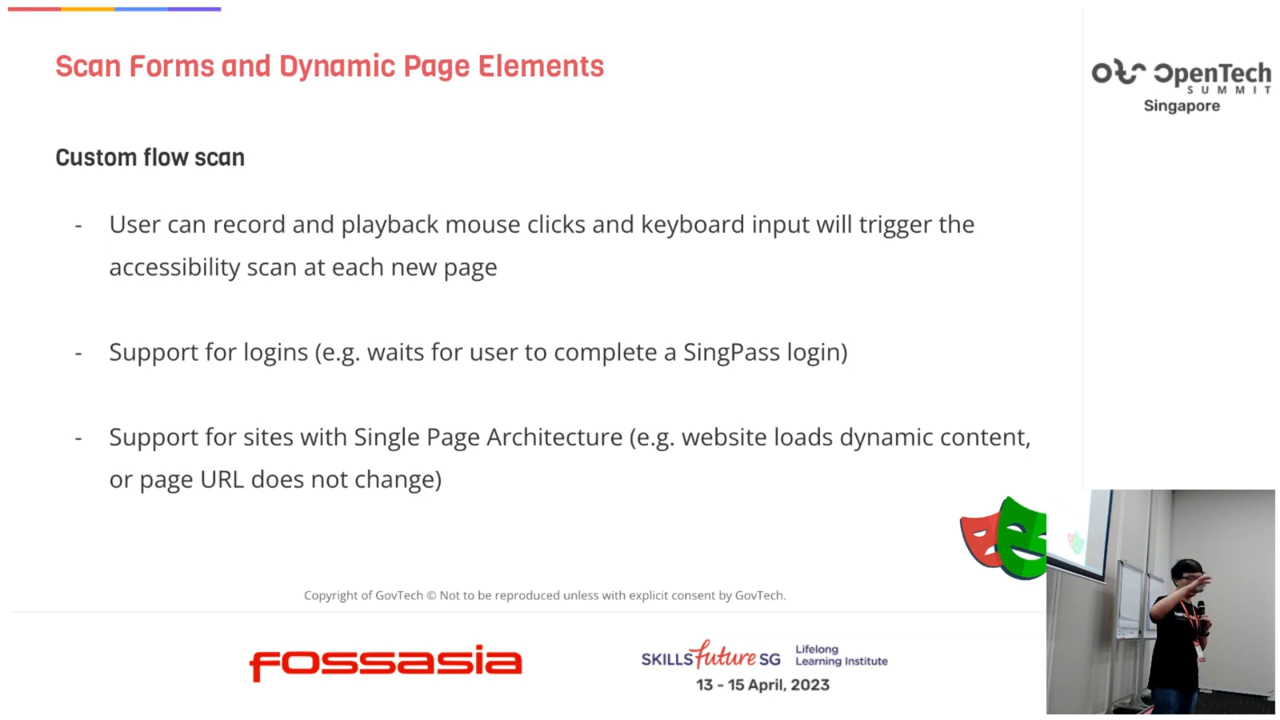 Scan Forms and Dynamic Page Elements
OpenTech
SUMMIT
Singapore
Custom flow scan
- User can record and playback mouse clicks and keyboard input will trigger the
accessibility scan at each new page
- Support for logins (e.g. waits for user to complete a SingPass login)
- Support for sites with Single Page Architecture (e.g. website loads dynamic content,
or page URL does not change)
Copyright of GovTech © Not to be reproduced unless with explicit consent by GovTech.
fossasia
SKILLS future SG
Lifelong
Learning Institute
13 - 15 April, 2023